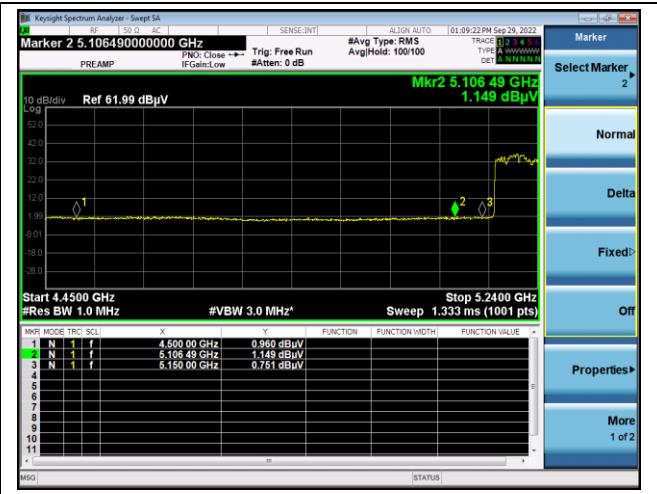 Keysight Spectrum Analyzer - Swept SA
RF 50 Ω AC SENSE:INT ALIGN AUTO 01:09:22 PM Sep 29, 2022
Marker 2 5.106490000000 GHz
#Avg Type: RMS
TRACE 1 2 3 4 5 6
PNO: Close Trig: Free Run Avg|Hold: 100/100
TYPE A WWWWW
PREAMP IFGain:Low #Atten: 0 dB
DET A N N N N N
Mkr2 5.106 49 GHz
10 dB/div Ref 61.99 dBµV 1.149 dBµV
Log
52.0
42.0
32.0
22.0
12.0
1.99
-8.01
-18.0
-28.0
1
2
3
Start 4.4500 GHz Stop 5.2400 GHz
#Res BW 1.0 MHz #VBW 3.0 MHz* Sweep 1.333 ms (1001 pts)
MKR MODE TRC SCL X Y FUNCTION FUNCTION WIDTH FUNCTION VALUE
1 N 1 f 4.500 00 GHz 0.960 dBµV
2 N 1 f 5.106 49 GHz 1.149 dBµV
3 N 1 f 5.150 00 GHz 0.751 dBµV
4
5
6
7
8
9
10
11
MSG STATUS
Marker
Select Marker
2
Normal
Delta
Fixed
Off
Properties
More
1 of 2